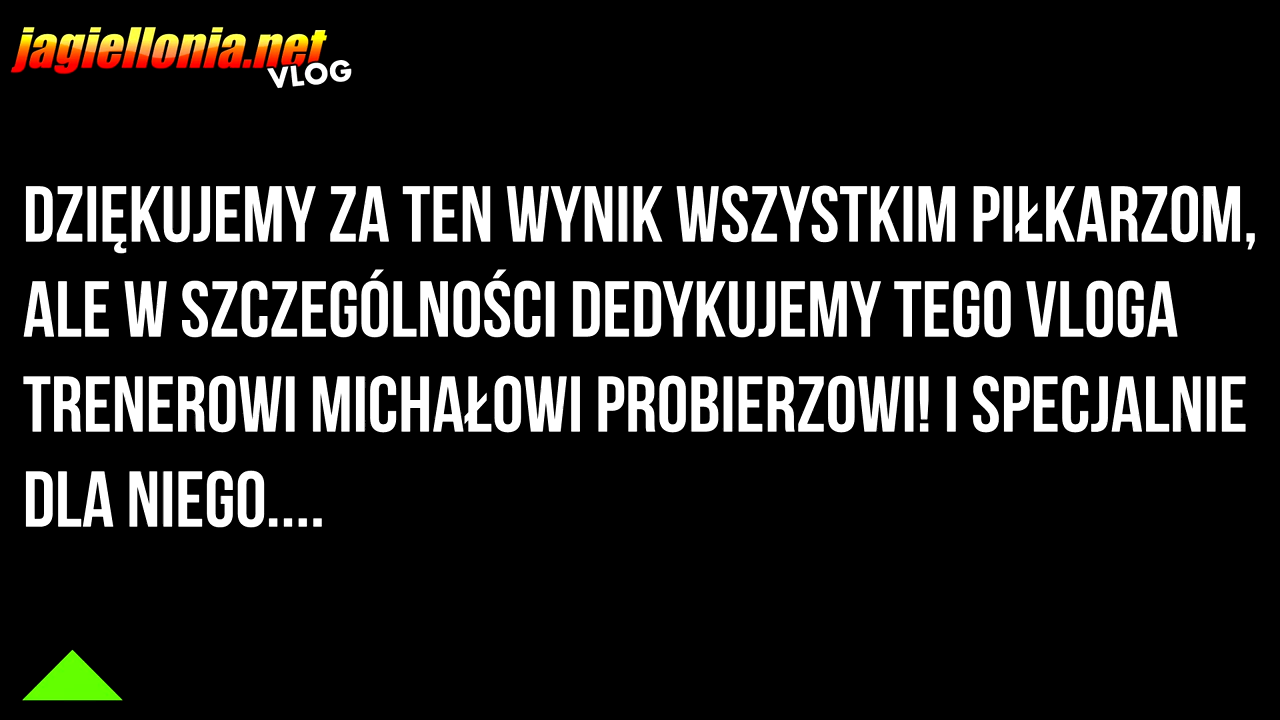 jagiellonia.net
VLOG
DZIĘKUJEMY ZA TEN WYNIK WSZYSTKIM PIŁKARZOM,
ALE W SZCZEGÓLNOŚCI DEDYKUJEMY TEGO VLOGA
TRENEROWI MICHAŁOWI PROBIERZOWI! I SPECJALNIE
DLA NIEGO....